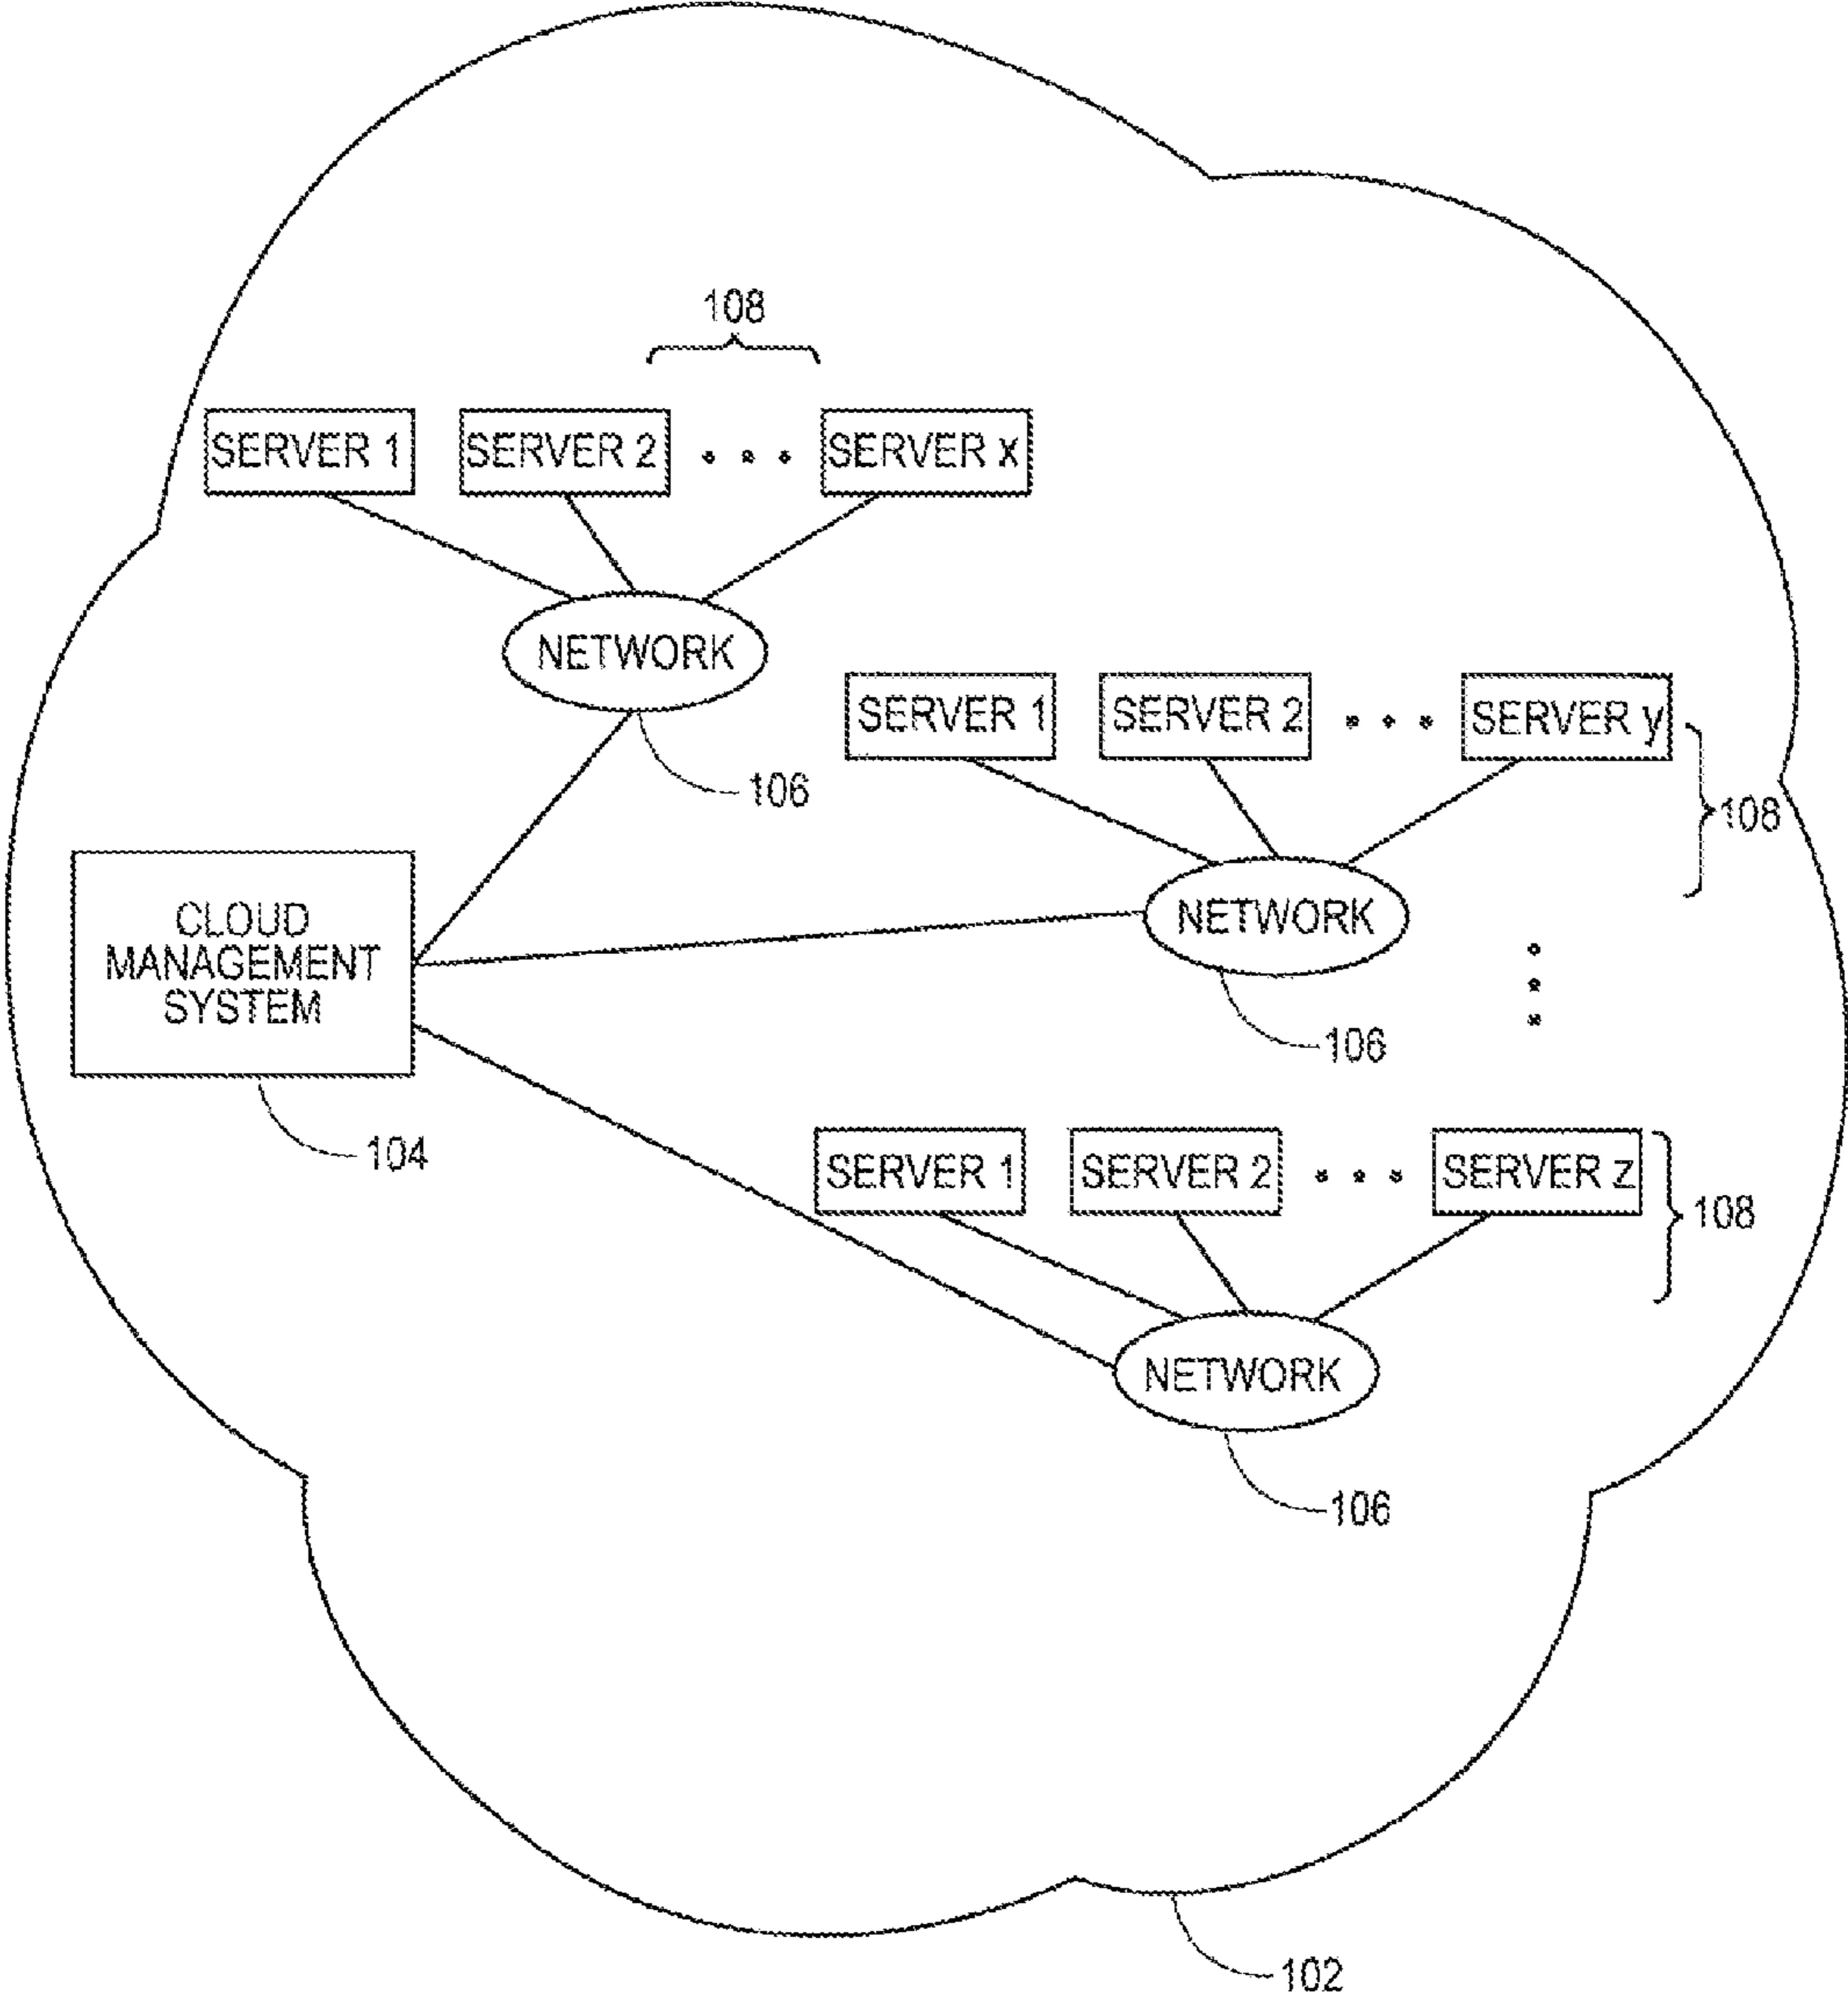 108
SERVER 1
SERVER 2
SERVER x
NETWORK
106
SERVER 1
SERVER 2
SERVER y
108
NETWORK
106
CLOUD
MANAGEMENT
SYSTEM
104
SERVER 1
SERVER 2
SERVER z
108
NETWORK
106
102